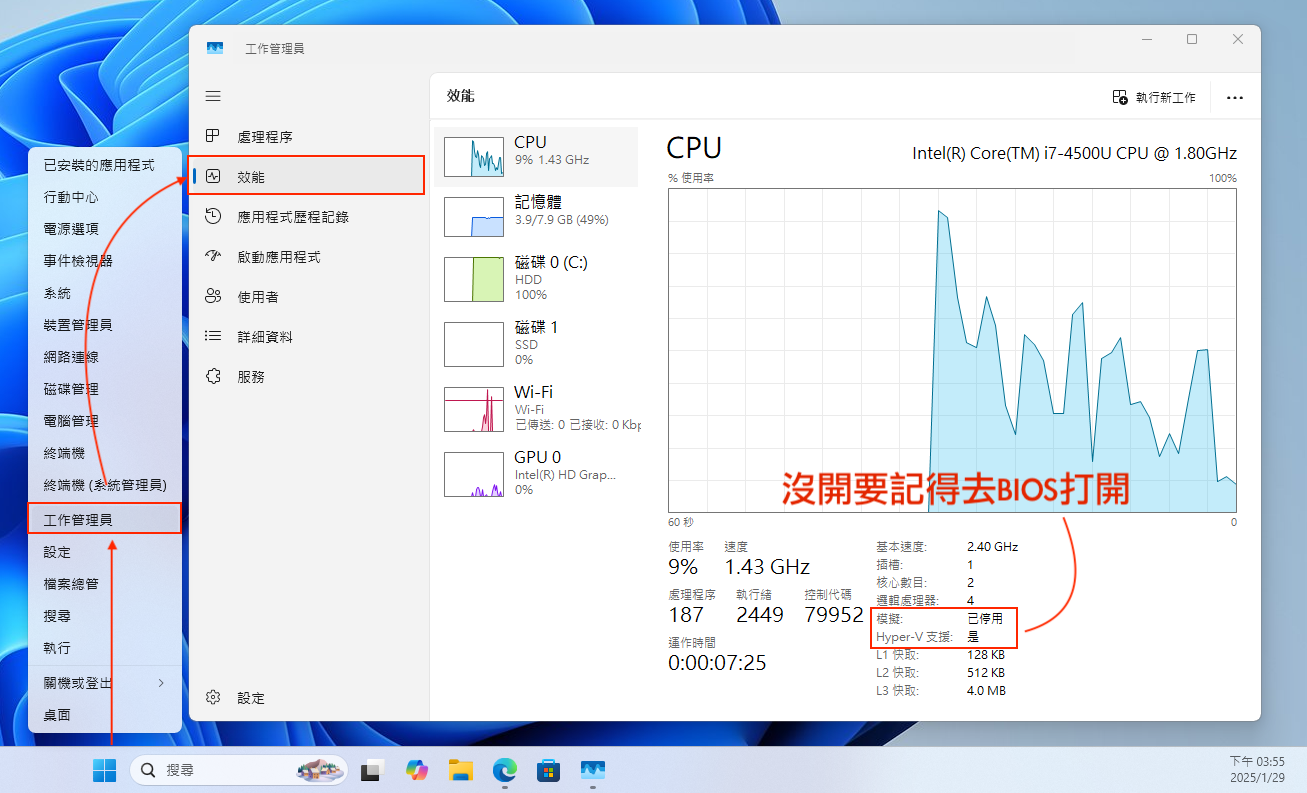 工作管理員
處理程序
效能
應用程式歷程記錄
啟動應用程式
使用者
詳細資料
服務
設定
效能
執行新工作
CPU
9% 1.43 GHz
記憶體
3.9/7.9 GB (49%)
磁碟 0 (C:)
HDD
100%
磁碟 1
SSD
0%
Wi-Fi
Wi-Fi
已傳送: 0 已接收: 0 Kbp
GPU 0
Intel(R) HD Grap...
0%
CPU
Intel(R) Core(TM) i7-4500U CPU @ 1.80GHz
% 使用率
100%
沒開要記得去BIOS打開
60 秒
0
使用率
9%
速度
1.43 GHz
處理程序
187
執行緒
2449
控制代碼
79952
運作時間
0:00:07:25
基本速度: 2.40 GHz
插槽: 1
核心數目: 2
邏輯處理器: 4
模擬: 已停用
Hyper-V 支援: 是
L1 快取: 128 KB
L2 快取: 512 KB
L3 快取: 4.0 MB
已安裝的應用程式
行動中心
電源選項
事件檢視器
系統
裝置管理員
網路連線
磁碟管理
電腦管理
終端機
終端機 (系統管理員)
工作管理員
設定
檔案總管
搜尋
執行
關機或登出
桌面
搜尋
下午 03:55
2025/1/29